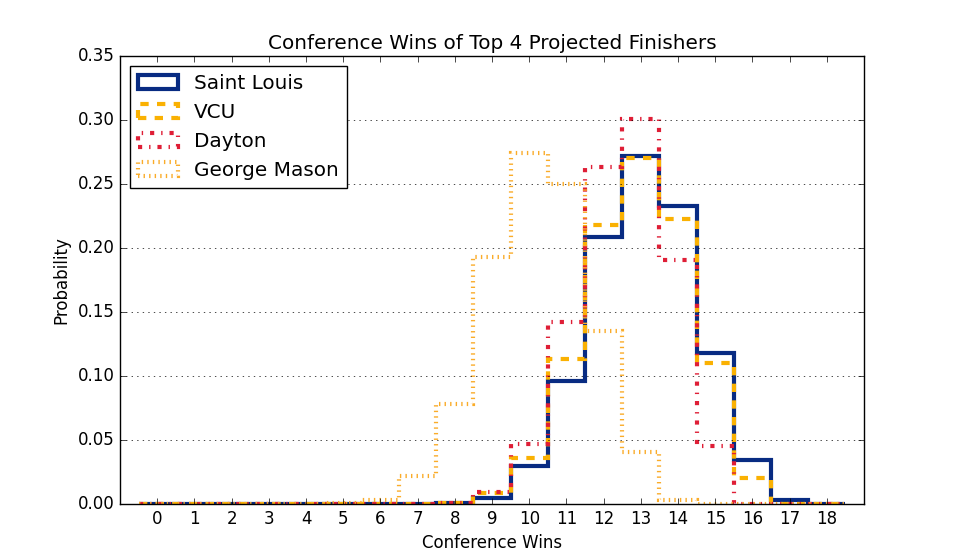 Conference Wins of Top 4 Projected Finishers
0.35
0.30
0.25
0.20
0.15
0.10
0.05
0.00
Probability
Saint Louis
VCU
Dayton
George Mason
0 1 2 3 4 5 6 7 8 9 10 11 12 13 14 15 16 17 18
Conference Wins